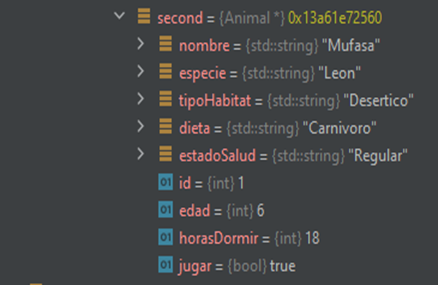 second = {Animal *} 0x13a61e72560
nombre = {std::string} "Mufasa"
especie = {std::string} "Leon"
tipoHabitat = {std::string} "Desertico"
dieta = {std::string} "Carnivoro"
estadoSalud = {std::string} "Regular"
01 id = {int} 1
01 edad = {int} 6
01 horasDormir = {int} 18
01 jugar = {bool} true